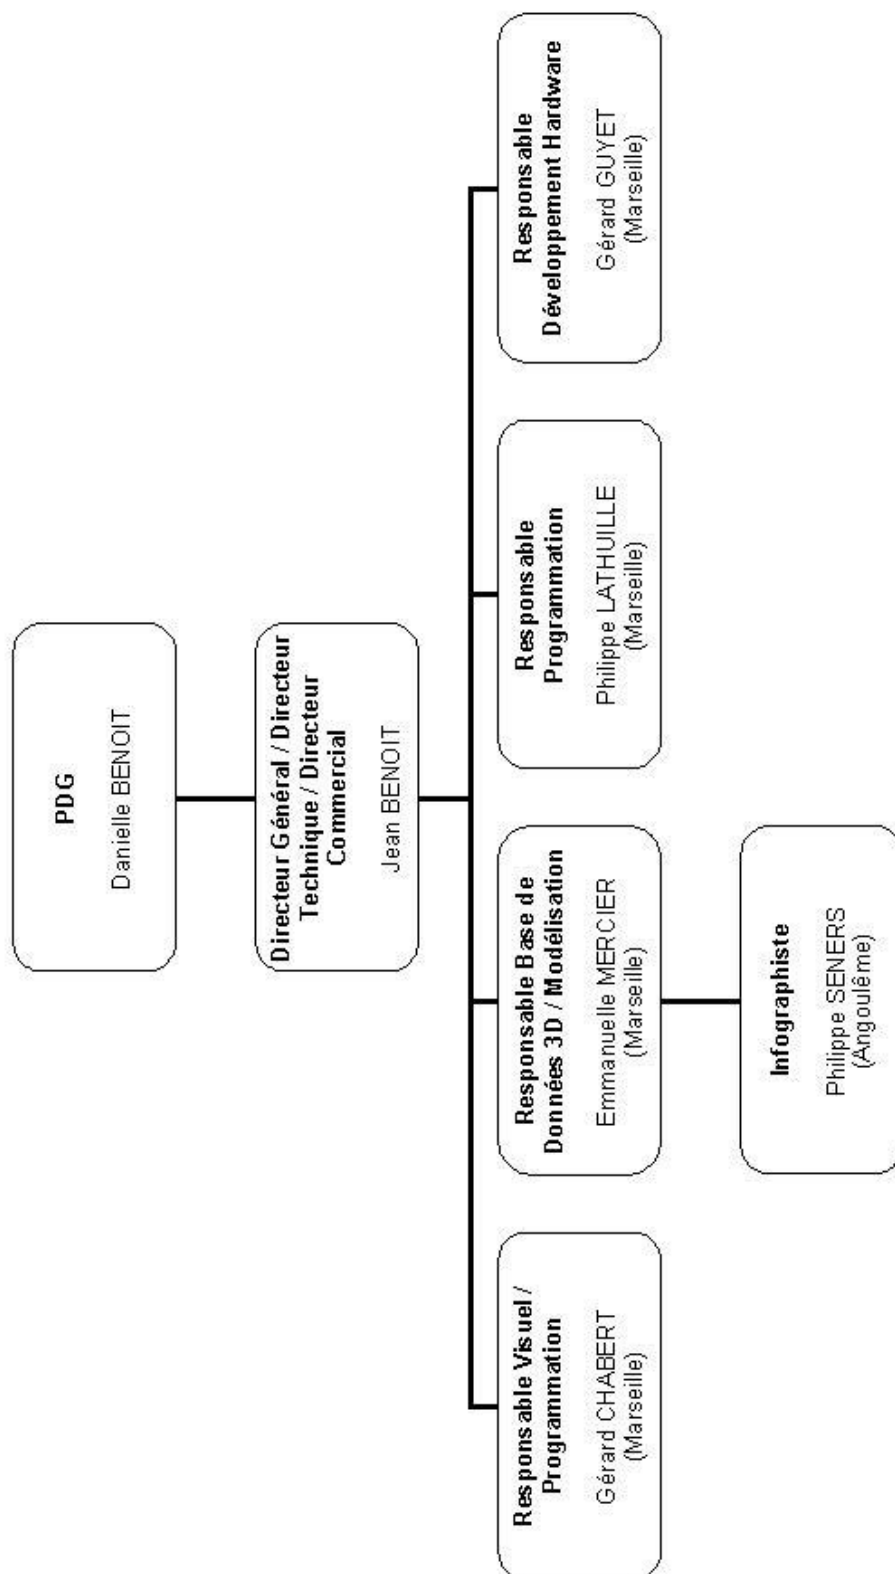 PDG
Danielle BENOIT
Directeur Général / Directeur
Technique / Directeur
Commercial
Jean BENOIT
Responsable Visuel /
Programmation
Gérard CHABERT
(Marseille)
Responsable Base de
Données 3D / Modélisation
Emmanuelle MERCIER
(Marseille)
Responsable
Programmation
Philippe LATHUILLE
(Marseille)
Responsable
Développement Hardware
Gérard GUYET
(Marseille)
Infographiste
Philippe SENERS
(Angoulême)